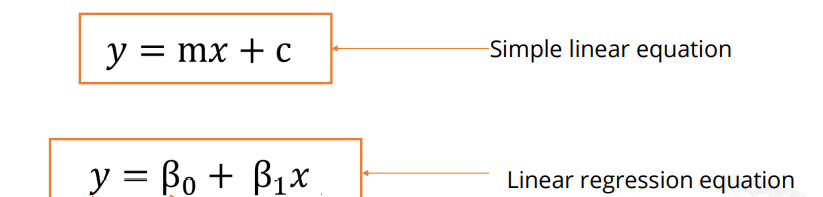 y = mx + c
Simple linear equation
y = β₀ + β₁x
Linear regression equation